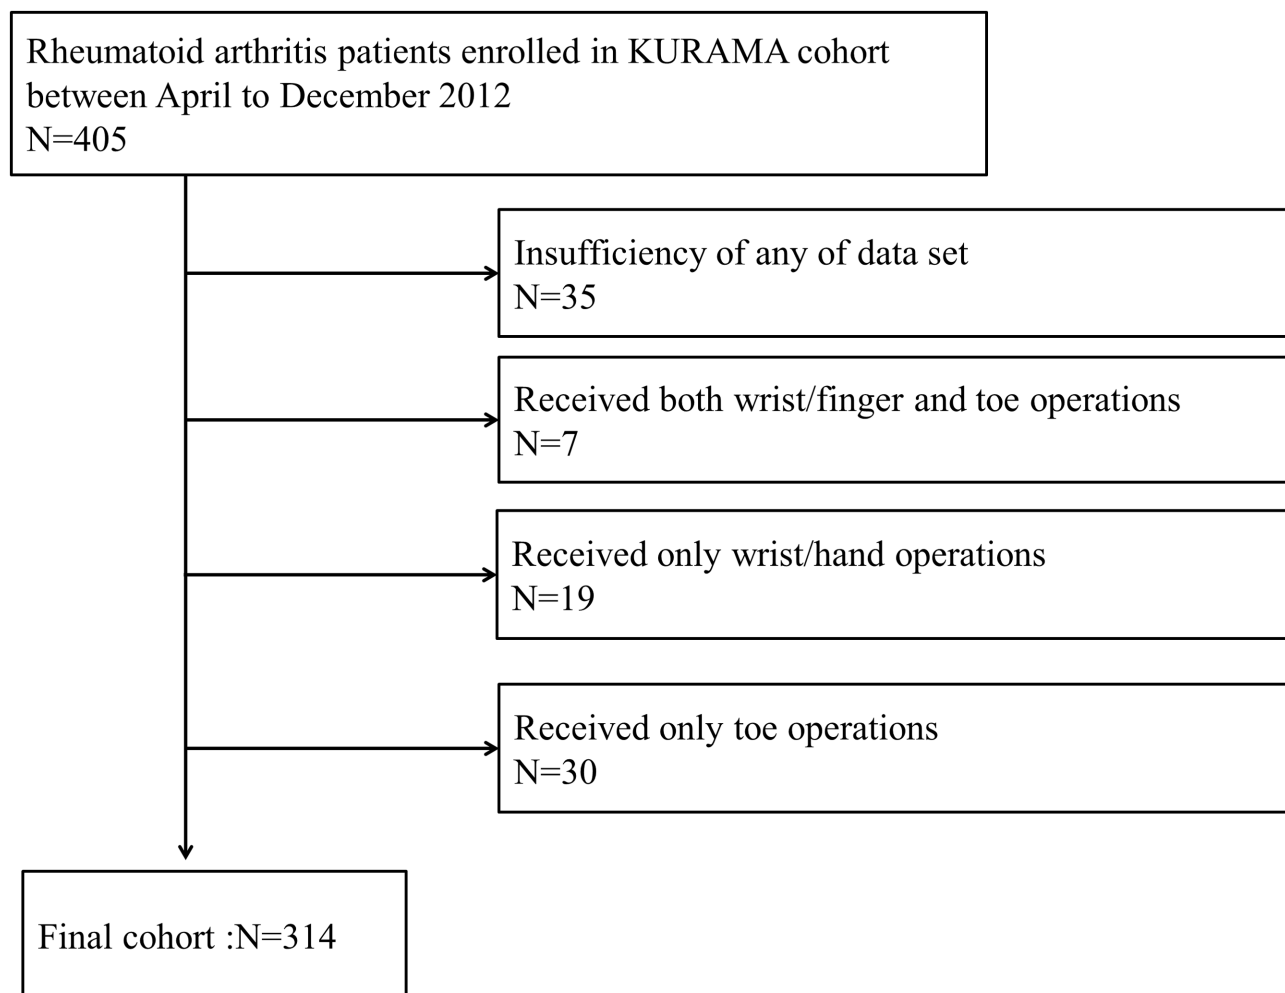 Rheumatoid arthritis patients enrolled in KURAMA cohort
between April to December 2012
N=405
Insufficiency of any of data set
N=35
Received both wrist/finger and toe operations
N=7
Received only wrist/hand operations
N=19
Received only toe operations
N=30
Final cohort :N=314